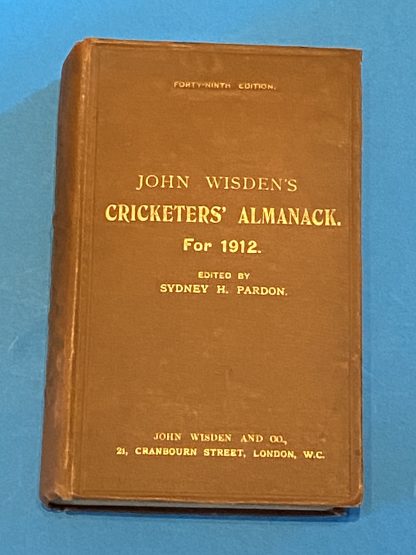 FORTY-NINTH EDITION.
JOHN WISDEN'S
CRICKETERS' ALMANACK.
For 1912.
EDITED BY
SYDNEY H. PARDON.
JOHN WISDEN AND CO.,
21, CRANBOURN STREET, LONDON, W.C.